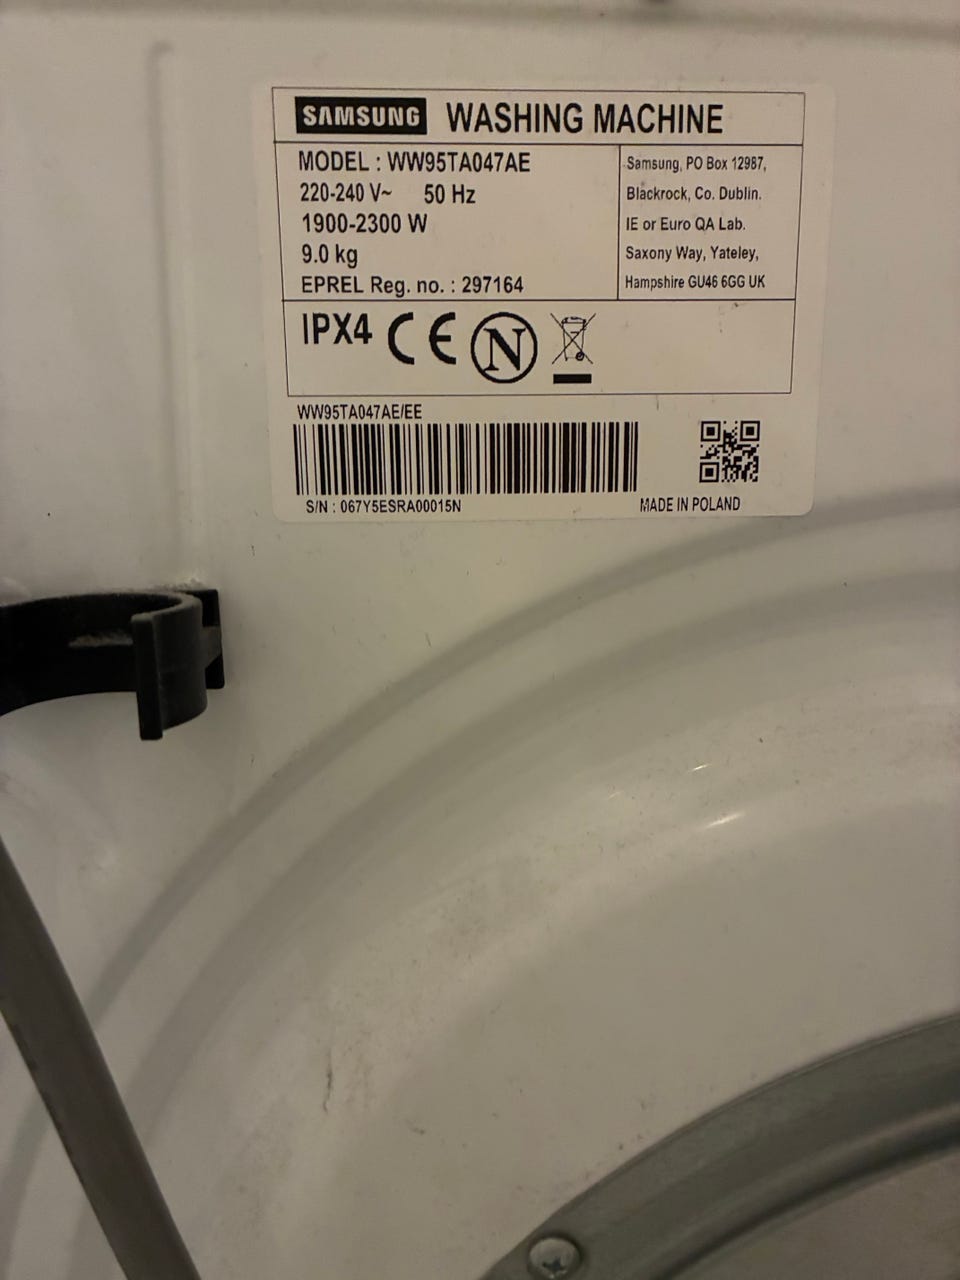 SAMSUNG WASHING MACHINE
MODEL : WW95TA047AE
220-240 V~ 50 Hz
1900-2300 W
9.0 kg
EPREL Reg. no. : 297164
Samsung, PO Box 12987,
Blackrock, Co. Dublin.
IE or Euro QA Lab.
Saxony Way, Yateley,
Hampshire GU46 6GG UK
IPX4 CE N
WW95TA047AE/EE
S/N : 067Y5ESRA00015N
MADE IN POLAND